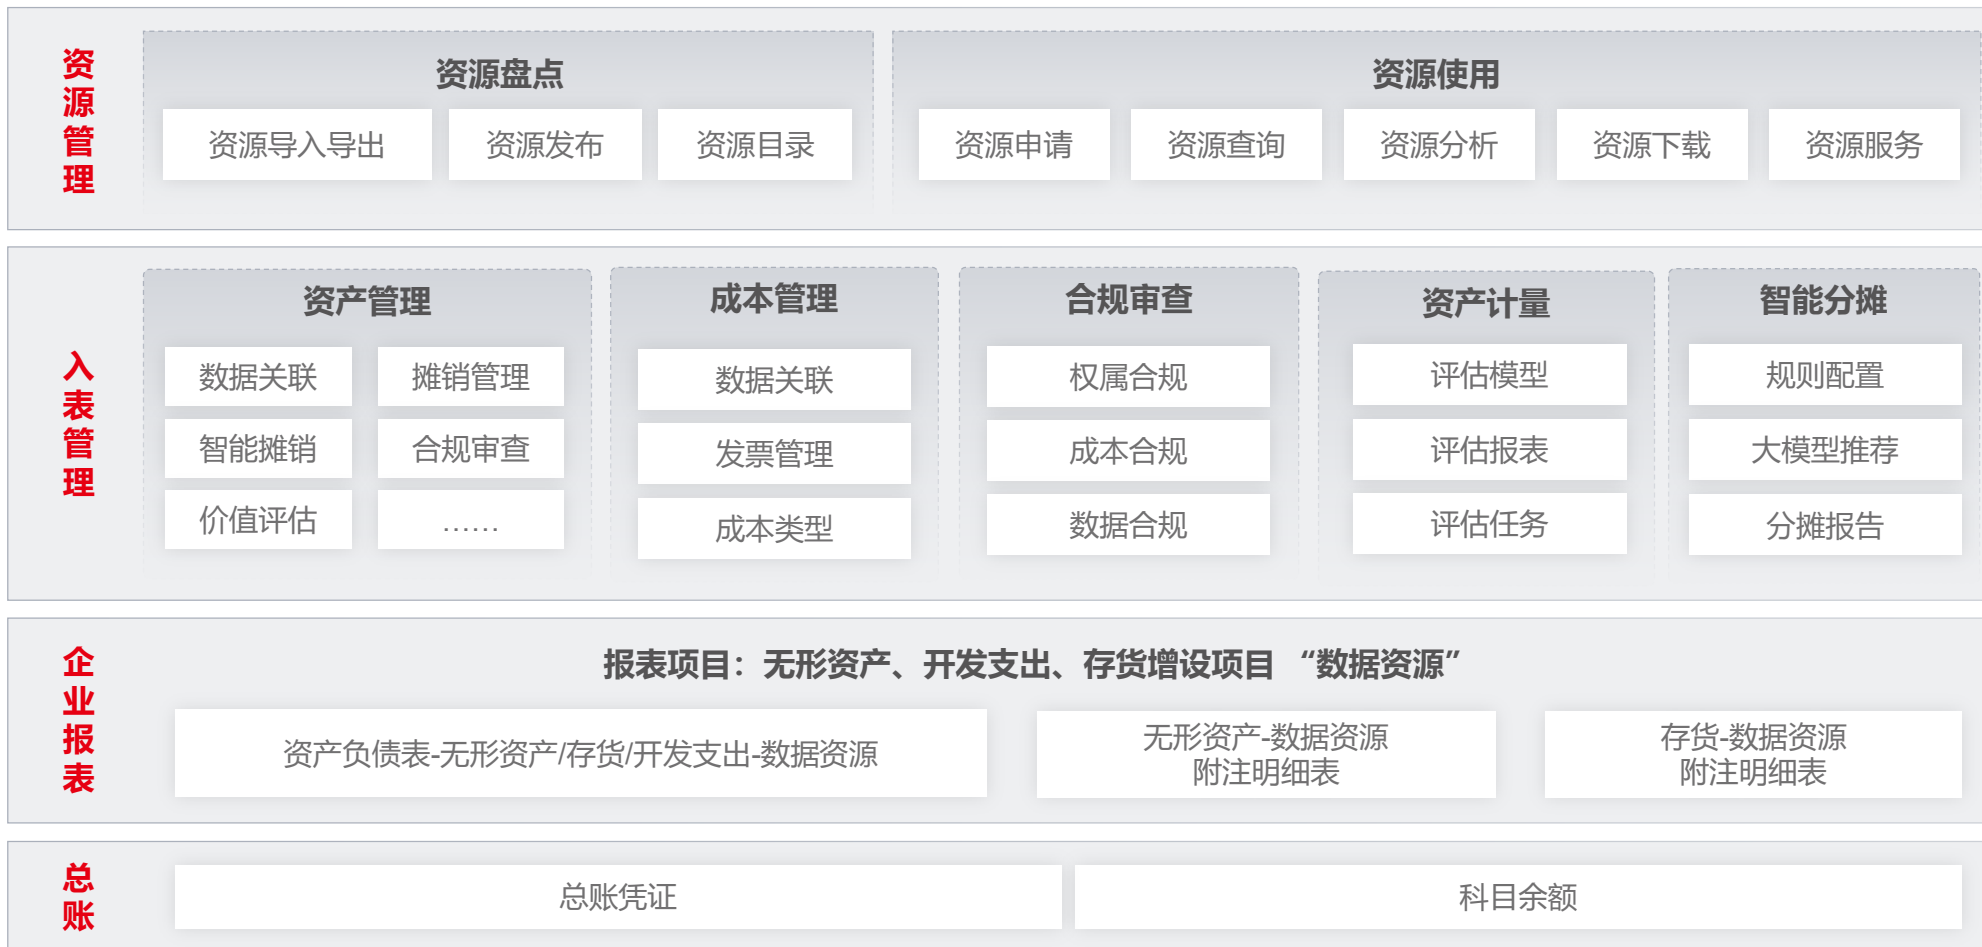 资源管理
资源盘点
资源导入导出
资源发布
资源目录
资源使用
资源申请
资源查询
资源分析
资源下载
资源服务
入表管理
资产管理
数据关联
摊销管理
智能摊销
合规审查
价值评估
……
成本管理
数据关联
发票管理
成本类型
合规审查
权属合规
成本合规
数据合规
资产计量
评估模型
评估报表
评估任务
智能分摊
规则配置
大模型推荐
分摊报告
企业报表
报表项目：无形资产、开发支出、存货增设项目 “数据资源”
资产负债表-无形资产/存货/开发支出-数据资源
无形资产-数据资源
附注明细表
存货-数据资源
附注明细表
总账
总账凭证
科目余额